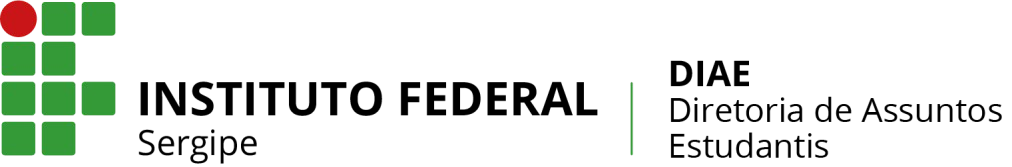 INSTITUTO FEDERAL
Sergipe
DIAE
Diretoria de Assuntos
Estudantis